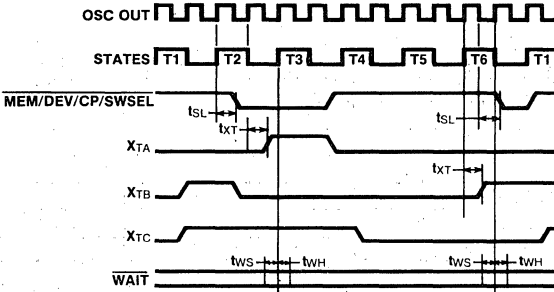 OSC OUT
STATES T1 T2 T3 T4 T5 T6 T1
MEM/DEV/CP/SWSEL tSL tSL
tXT
XTA
tXT
XTB
XTC
tWS tWH tWS tWH
WAIT